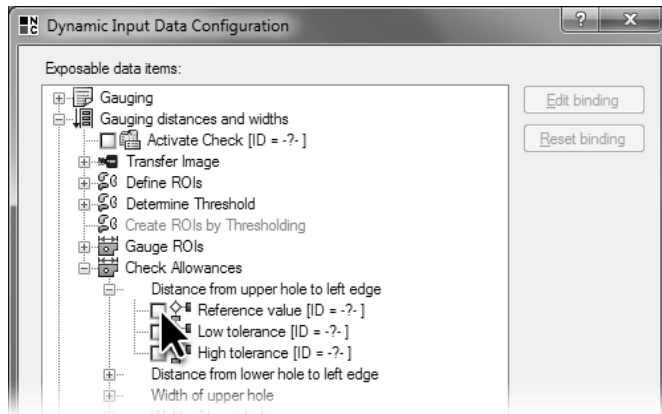 NC
Dynamic Input Data Configuration
Exposable data items:
Gauging
Gauging distances and widths
Activate Check [ID = -?- ]
Transfer Image
Define ROIs
Determine Threshold
Create ROIs by Thresholding
Gauge ROIs
Check Allowances
Distance from upper hole to left edge
Reference value [ID = -?- ]
Low tolerance [ID = -?- ]
High tolerance [ID = -?- ]
Distance from lower hole to left edge
Width of upper hole
Edit binding
Reset binding